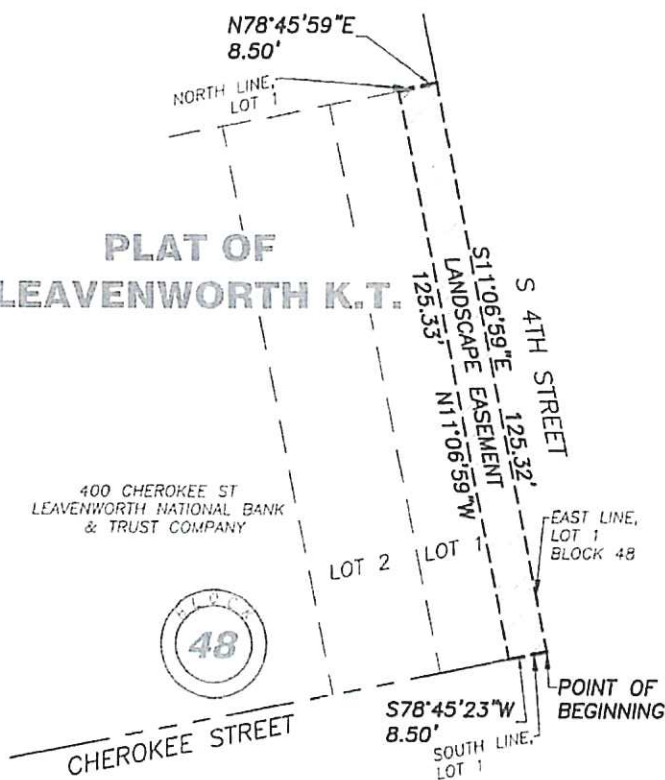 N78°45'59"E
8.50'
NORTH LINE,
LOT 1
PLAT OF
LEAVENWORTH K.T.
S 4TH STREET
S11°06'59"E 125.32'
LANDSCAPE EASEMENT
125.33' N11°06'59"W
400 CHEROKEE ST
LEAVENWORTH NATIONAL BANK
& TRUST COMPANY
EAST LINE,
LOT 1
BLOCK 48
LOT 2
LOT 1
BLOCK
48
POINT OF
BEGINNING
S78°45'23"W
8.50'
SOUTH LINE,
LOT 1
CHEROKEE STREET